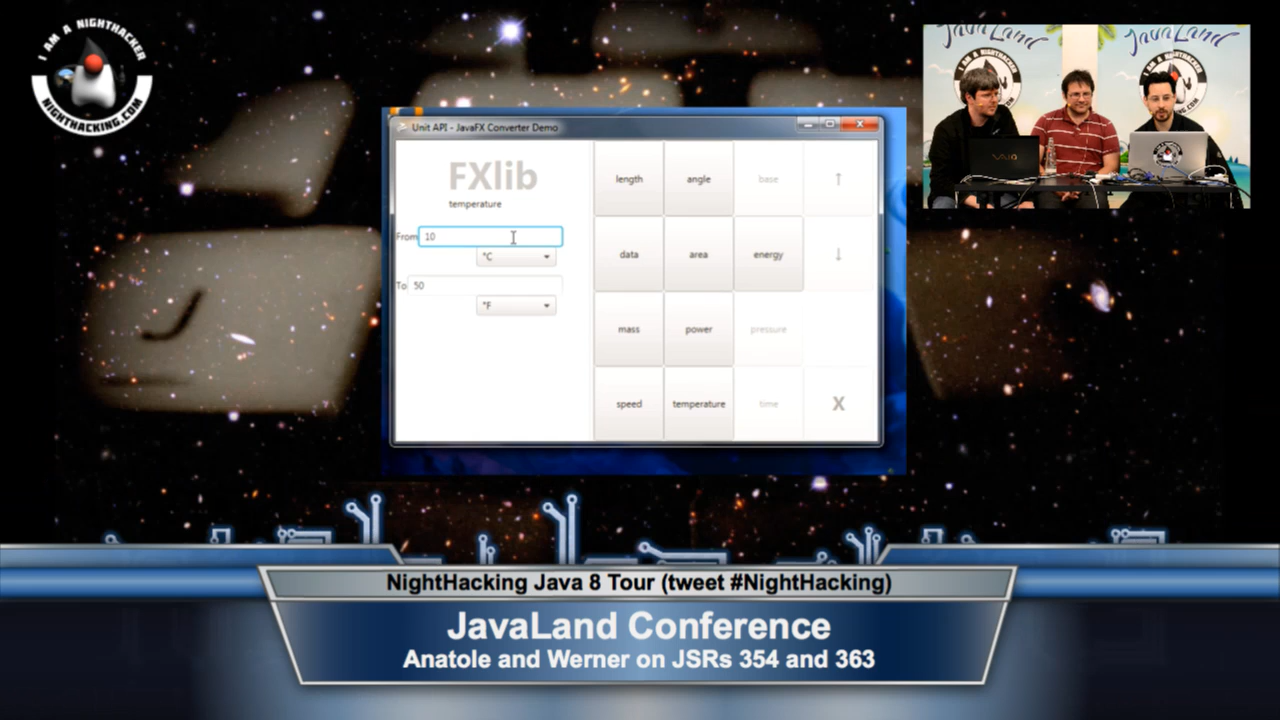 I AM A NIGHTHACKER
NIGHTHACKING.COM
JavaLand
JavaLand
VAIO
Unit API - JavaFX Converter Demo
FXlib
temperature
From 10
°C
To 50
°F
length angle base ↑
data area energy ↓
mass power pressure
speed temperature time X
NightHacking Java 8 Tour (tweet #NightHacking)
JavaLand Conference
Anatole and Werner on JSRs 354 and 363